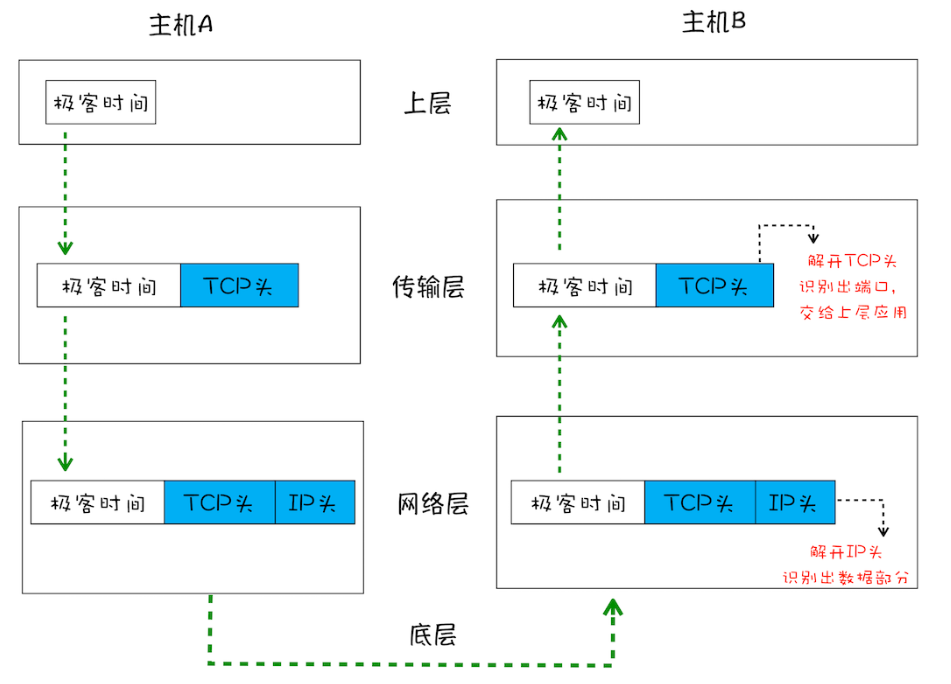 主机A
主机B
极客时间
上层
极客时间
极客时间
TCP头
传输层
极客时间
TCP头
解开TCP头
识别出端口,
交给上层应用
极客时间
TCP头
IP头
网络层
极客时间
TCP头
IP头
解开IP头
识别出数据部分
底层